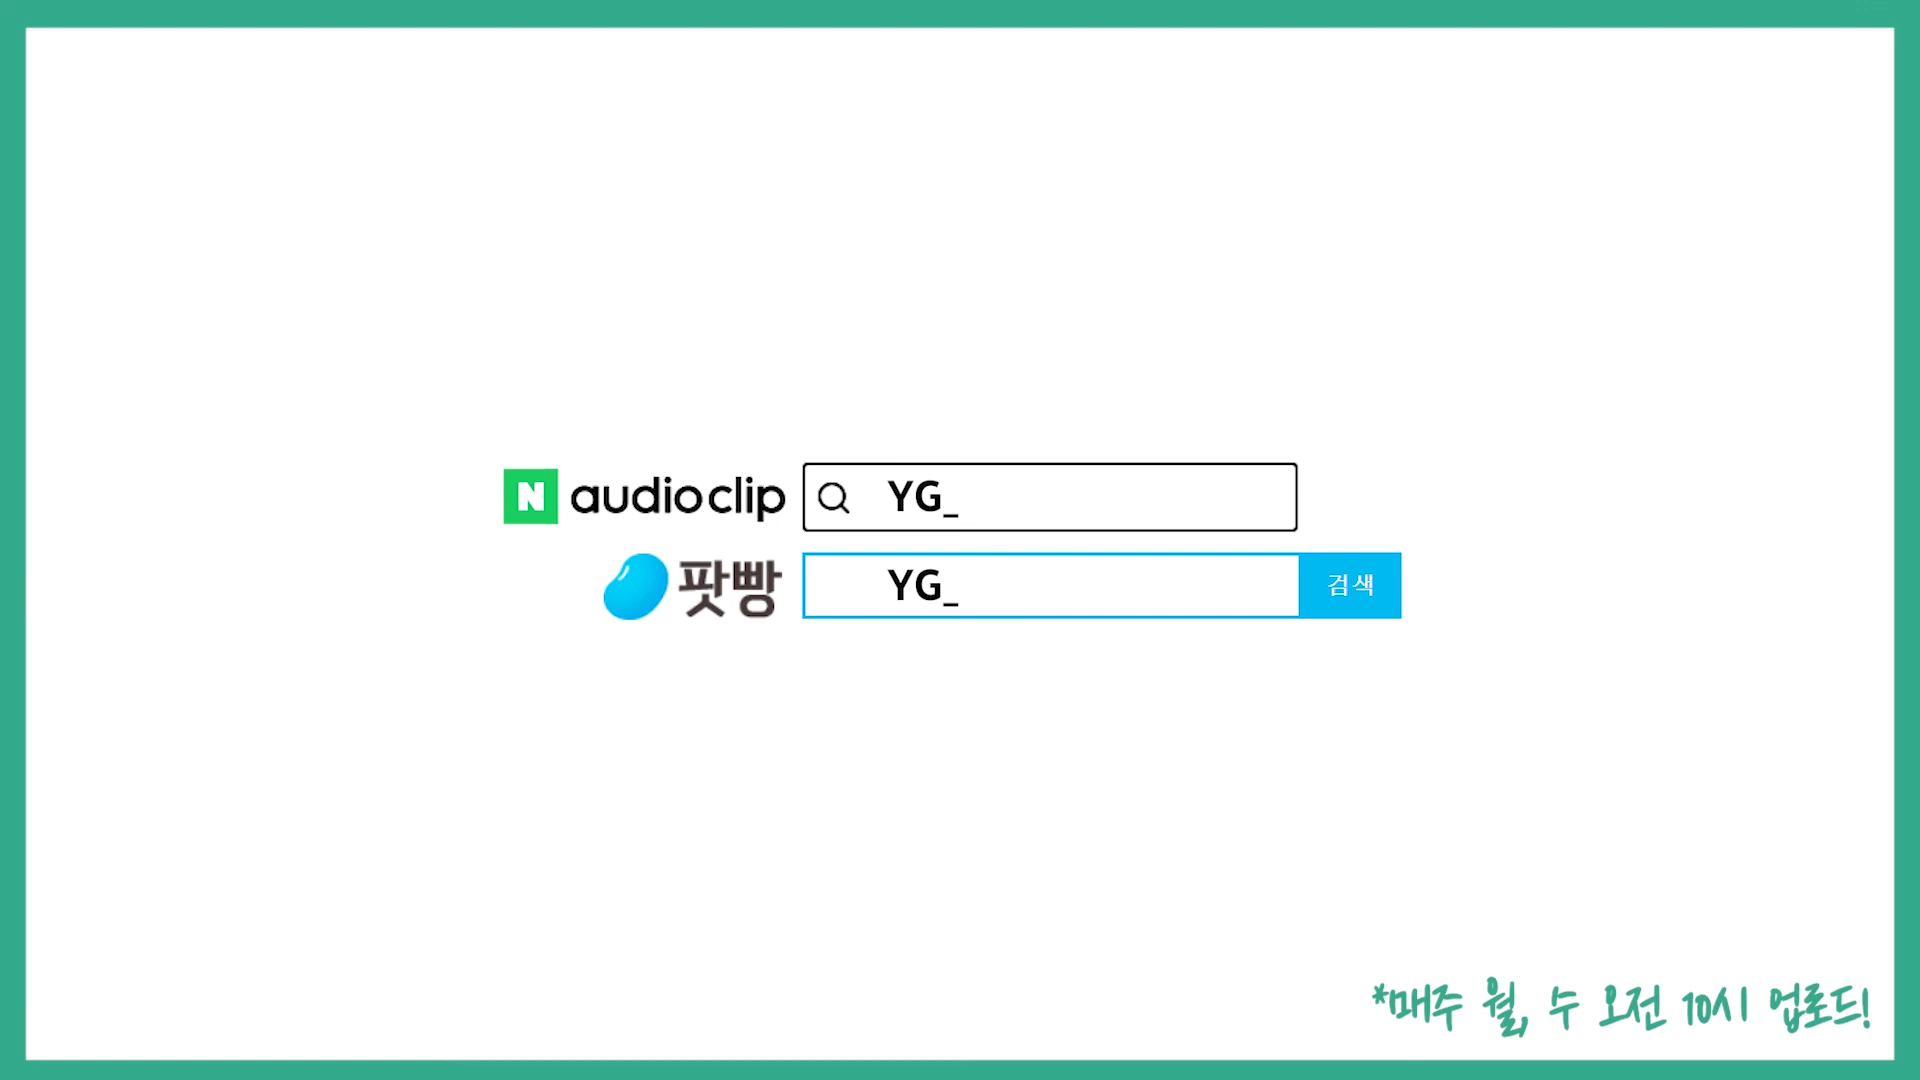 N audioclip YG_
팟빵 YG_ 검색
*매주 월, 수 오전 10시 업로드!